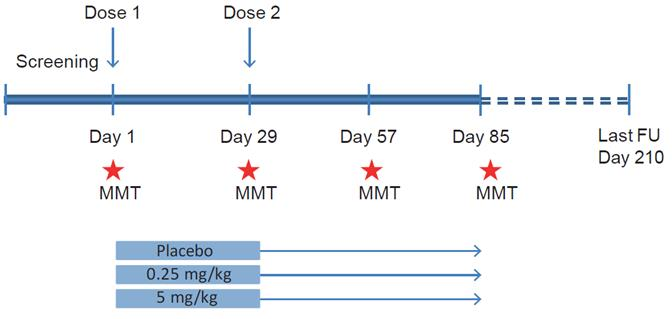 Dose 1 Dose 2
Screening
Day 1 Day 29 Day 57 Day 85 Last FU
Day 210
MMT MMT MMT MMT
Placebo
0.25 mg/kg
5 mg/kg